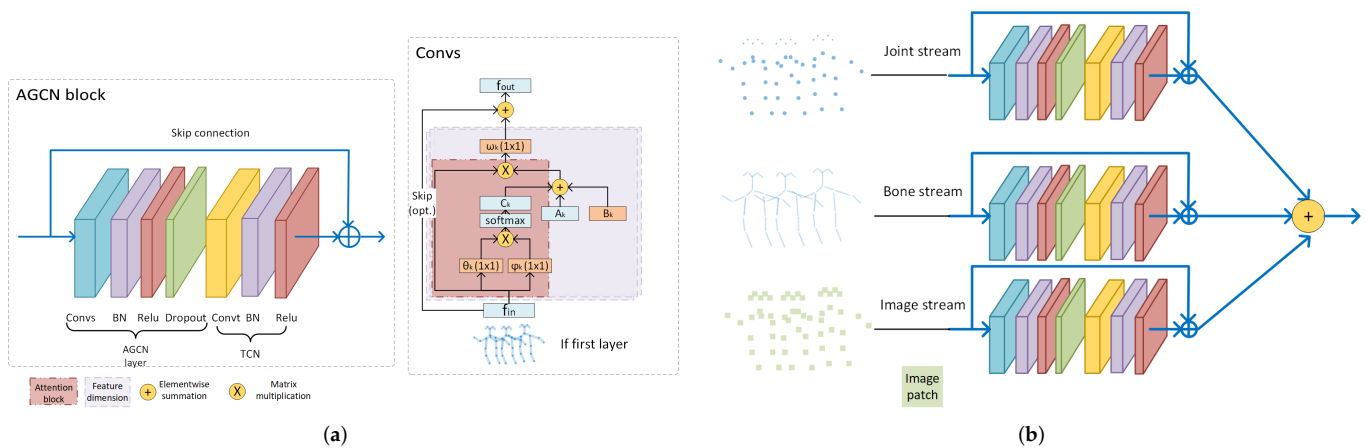 AGCN block
Skip connection
Convs
BN
Relu
Dropout
Convt
BN
Relu
AGCN
layer
TCN
Attention
block
Feature
dimension
+
Elementwise
summation
X
Matrix
multiplication
(a)
Convs
fout
+
ωk(1x1)
X
Skip
(opt.)
Ck
+
softmax
Ak
Bk
X
θk(1x1)
φk(1x1)
fin
If first layer
Joint stream
Bone stream
+
Image stream
Image
patch
(b)